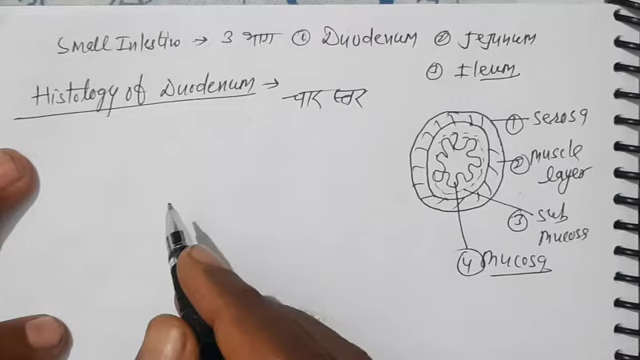 Small Intestine → 3 भाग ① Duodenum ② Jejunum
③ Ileum
Histology of Duodenum →
चार स्तर
① serosa
② muscle
layer
③ sub
mucosa
④ mucosa